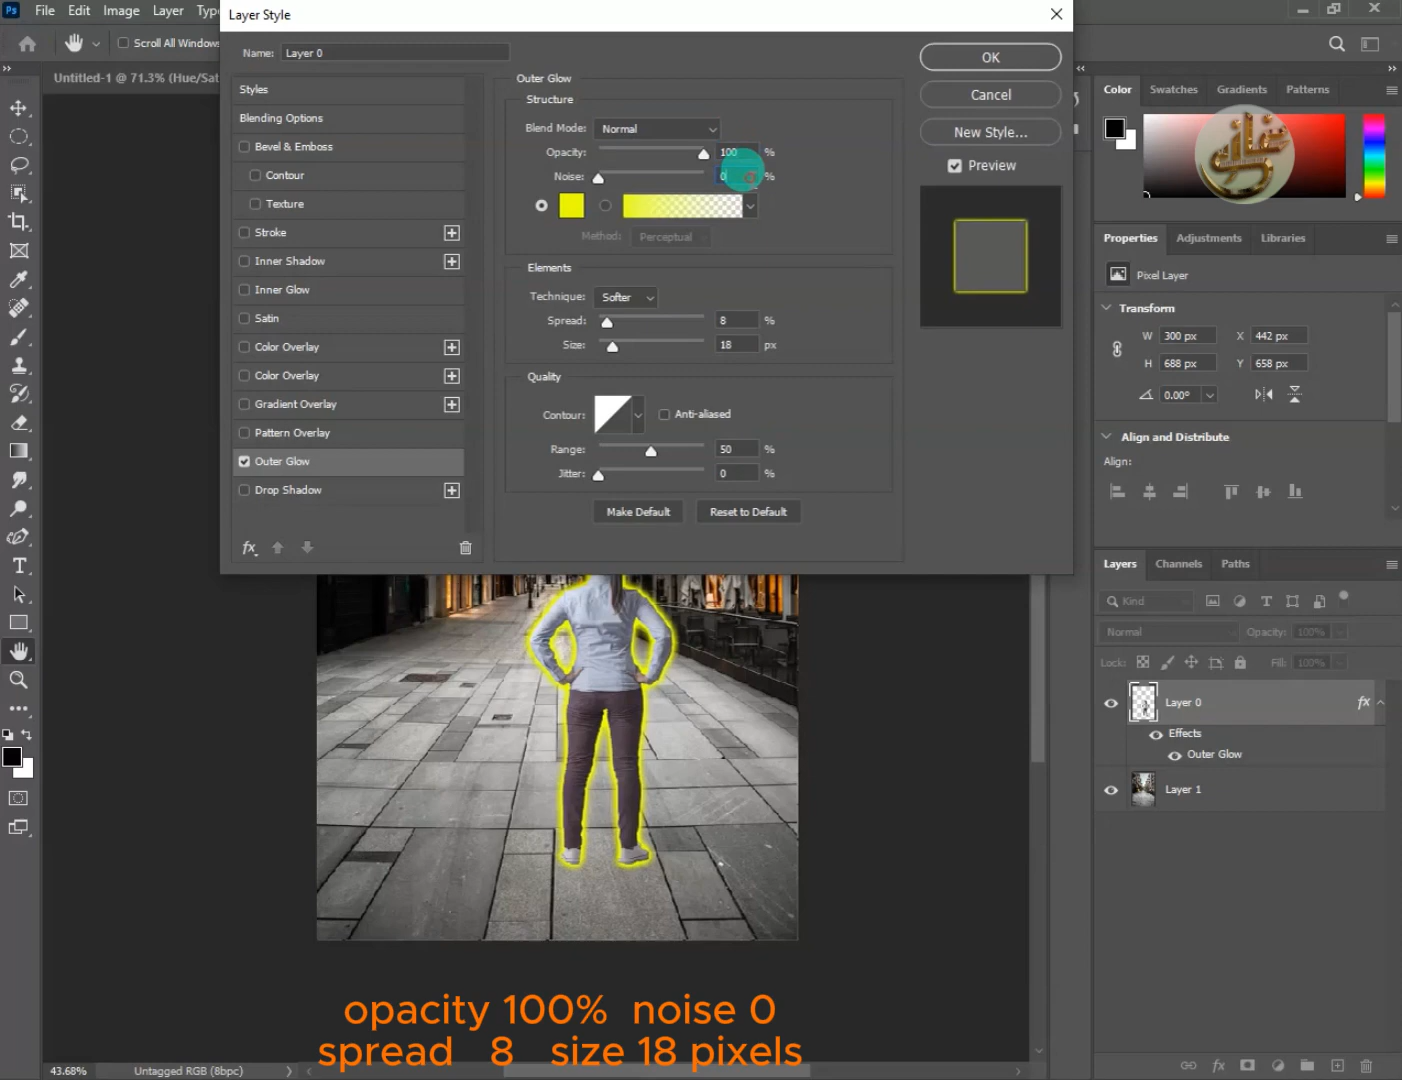 Ps File Edit Image Layer Typ
Layer Style
Scroll All Windows
Untitled-1 @ 71.3% (Hue/Sat
Name: Layer 0
Styles
Blending Options
Bevel & Emboss
Contour
Texture
Stroke
Inner Shadow
Inner Glow
Satin
Color Overlay
Color Overlay
Gradient Overlay
Pattern Overlay
Outer Glow
Drop Shadow
fx
Outer Glow
Structure
Blend Mode: Normal
Opacity: 100 %
Noise: 0 %
Method: Perceptual
Elements
Technique: Softer
Spread: 8 %
Size: 18 px
Quality
Contour: Anti-aliased
Range: 50 %
Jitter: 0 %
Make Default Reset to Default
OK
Cancel
New Style...
Preview
Color Swatches Gradients Patterns
Properties Adjustments Libraries
Pixel Layer
Transform
W 300 px X 442 px
H 688 px Y 658 px
0.00°
Align and Distribute
Align:
Layers Channels Paths
Kind
Normal Opacity: 100%
Lock: Fill: 100%
Layer 0 fx
Effects
Outer Glow
Layer 1
opacity 100% noise 0
spread 8 size 18 pixels
43.68% Untagged RGB (8bpc)
fx